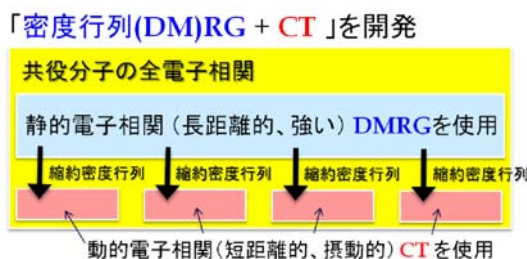 「密度行列(DM)RG + CT 」を開発
共役分子の全電子相関
静的電子相関（長距離的、強い）DMRGを使用
縮約密度行列 縮約密度行列 縮約密度行列 縮約密度行列
動的電子相関（短距離的、摂動的）CTを使用